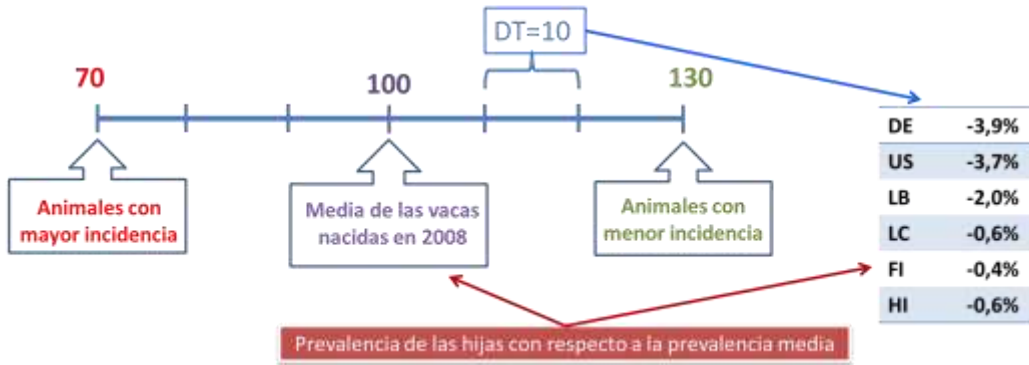 DT=10
70
100
130
Animales con
mayor incidencia
Media de las vacas
nacidas en 2008
Animales con
menor incidencia
DE -3,9%
US -3,7%
LB -2,0%
LC -0,6%
FI -0,4%
HI -0,6%
Prevalencia de las hijas con respecto a la prevalencia media